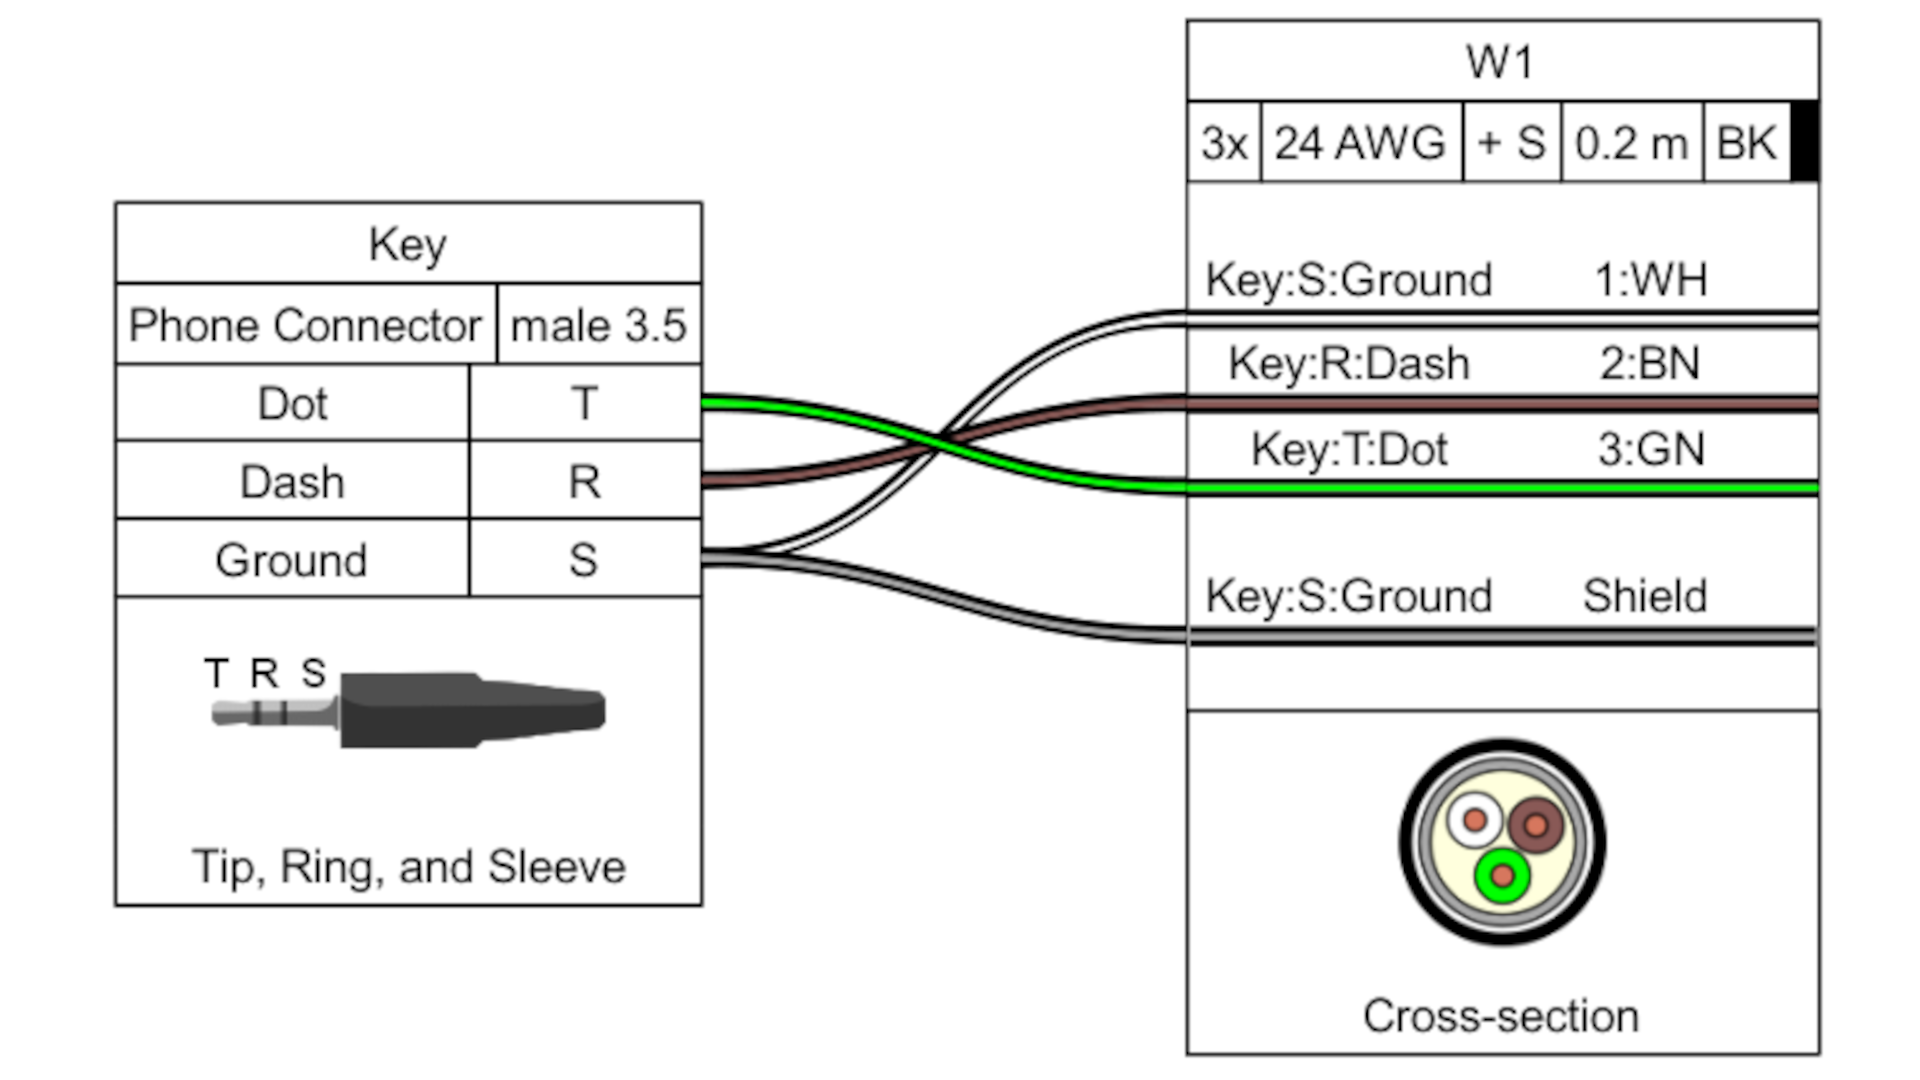 Key
Phone Connector male 3.5
Dot T
Dash R
Ground S
T R S
Tip, Ring, and Sleeve
W1
3x 24 AWG + S 0.2 m BK
Key:S:Ground 1:WH
Key:R:Dash 2:BN
Key:T:Dot 3:GN
Key:S:Ground Shield
Cross-section